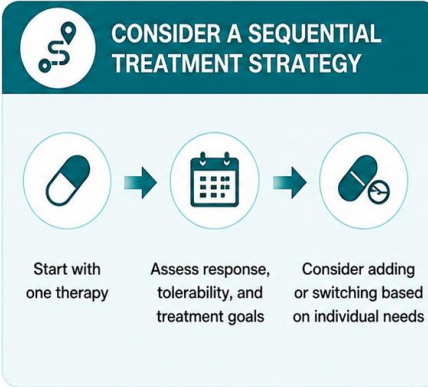 CONSIDER A SEQUENTIAL
TREATMENT STRATEGY
Start with
one therapy
Assess response,
tolerability, and
treatment goals
Consider adding
or switching based
on individual needs